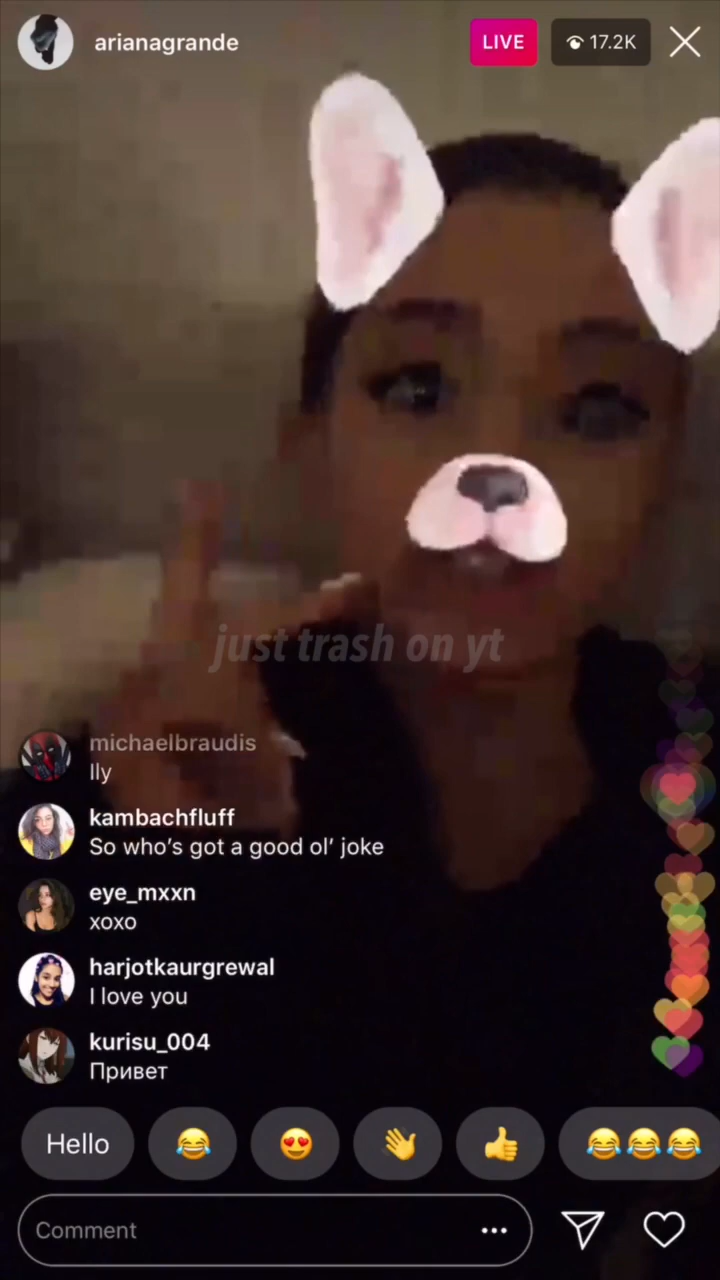 arianagrande
LIVE
17.2K
just trash on yt
michaelbraudis
lly
kambachfluff
So who’s got a good ol’ joke
eye_mxxn
xoxo
harjotkaurgrewal
I love you
kurisu_004
Привет
Hello
Comment